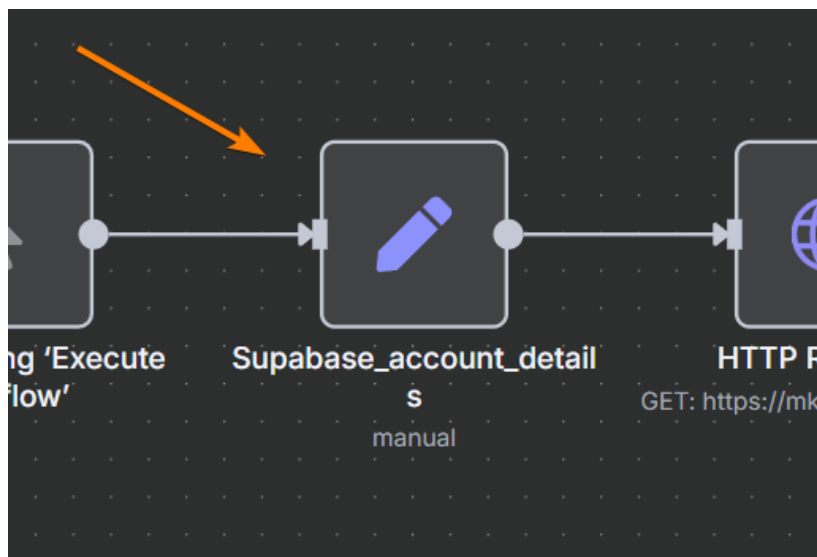 ng ‘Execute
flow’
Supabase_account_detail
s
manual
HTTP R
GET: https://mk